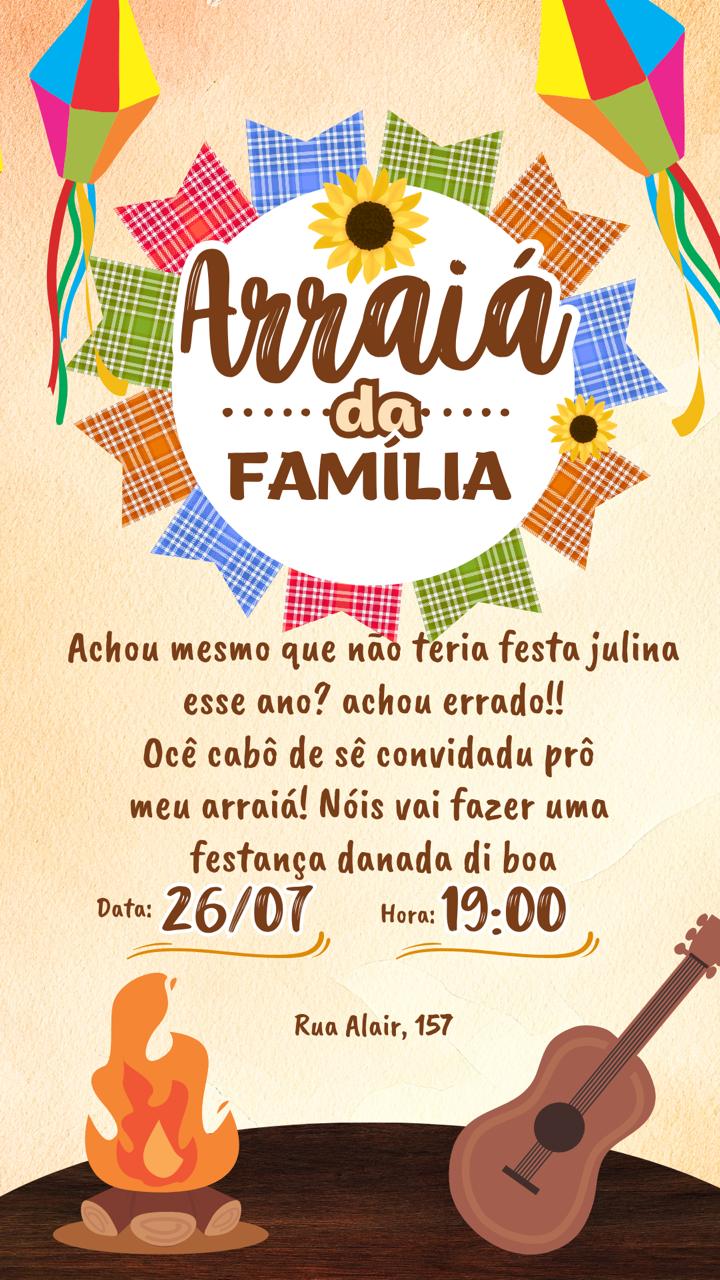 Arraiá
da
FAMÍLIA
Achou mesmo que não teria festa julina
esse ano? achou errado!!
Ocê cabô de sê convidadu prô
meu arraiá! Nóis vai fazer uma
festança danada di boa
Data: 26/07 Hora: 19:00
Rua Alair, 157